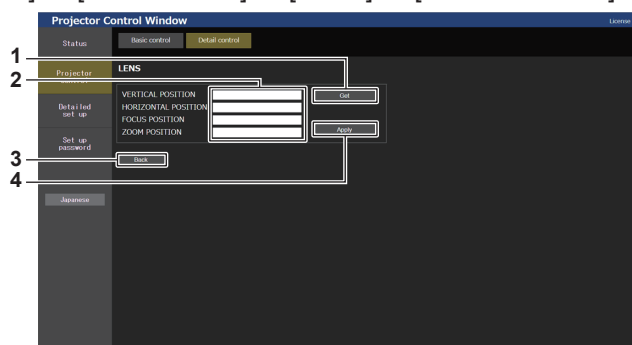 Projector Control Window
License
Status
Basic control
Detail control
1
Projector
LENS
2
VERTICAL POSITION
Get
HORIZONTAL POSITION
Detailed
set up
FOCUS POSITION
ZOOM POSITION
Apply
Set up
password
3
Back
4
Japanese